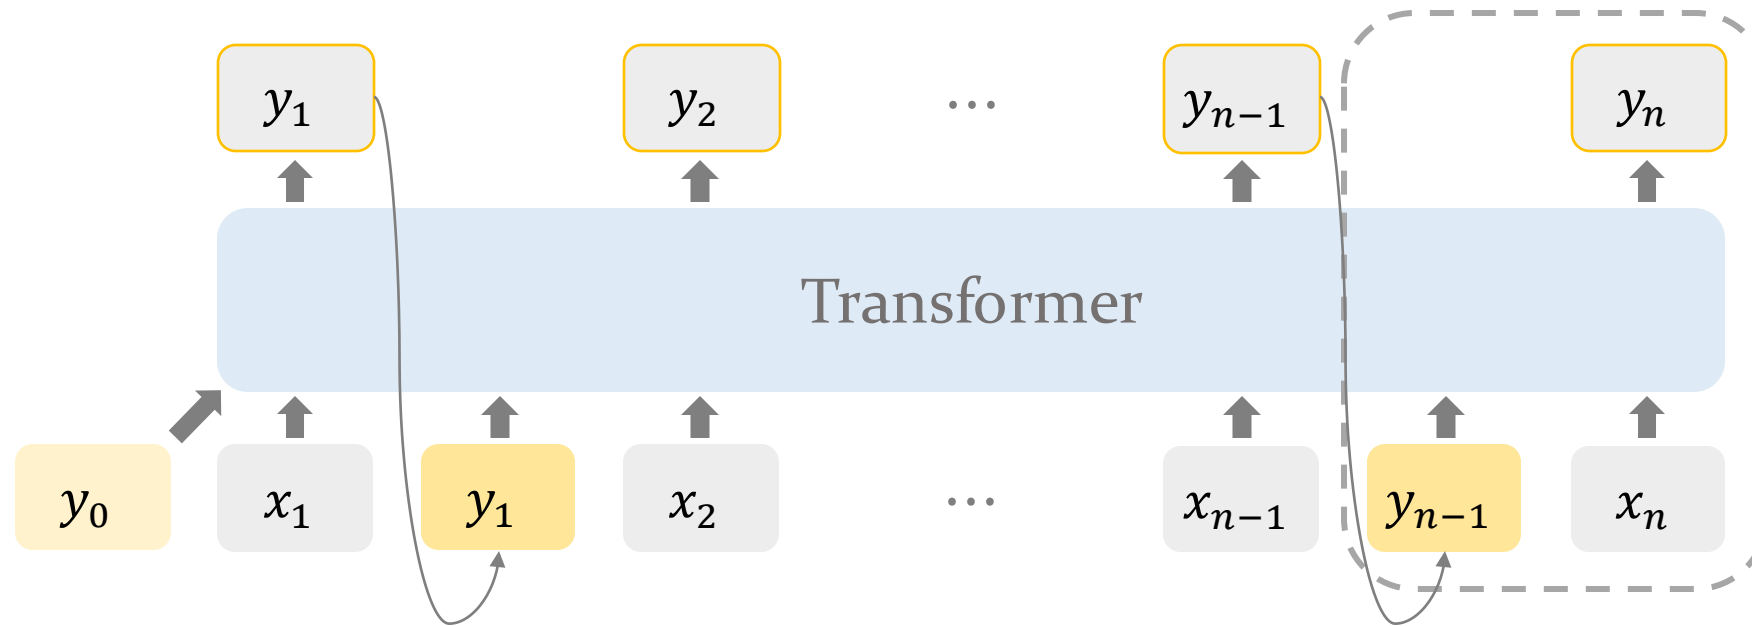 y₁ y₂ ⋯ yₙ₋₁ yₙ
Transformer
y₀ x₁ y₁ x₂ ⋯ xₙ₋₁ yₙ₋₁ xₙ